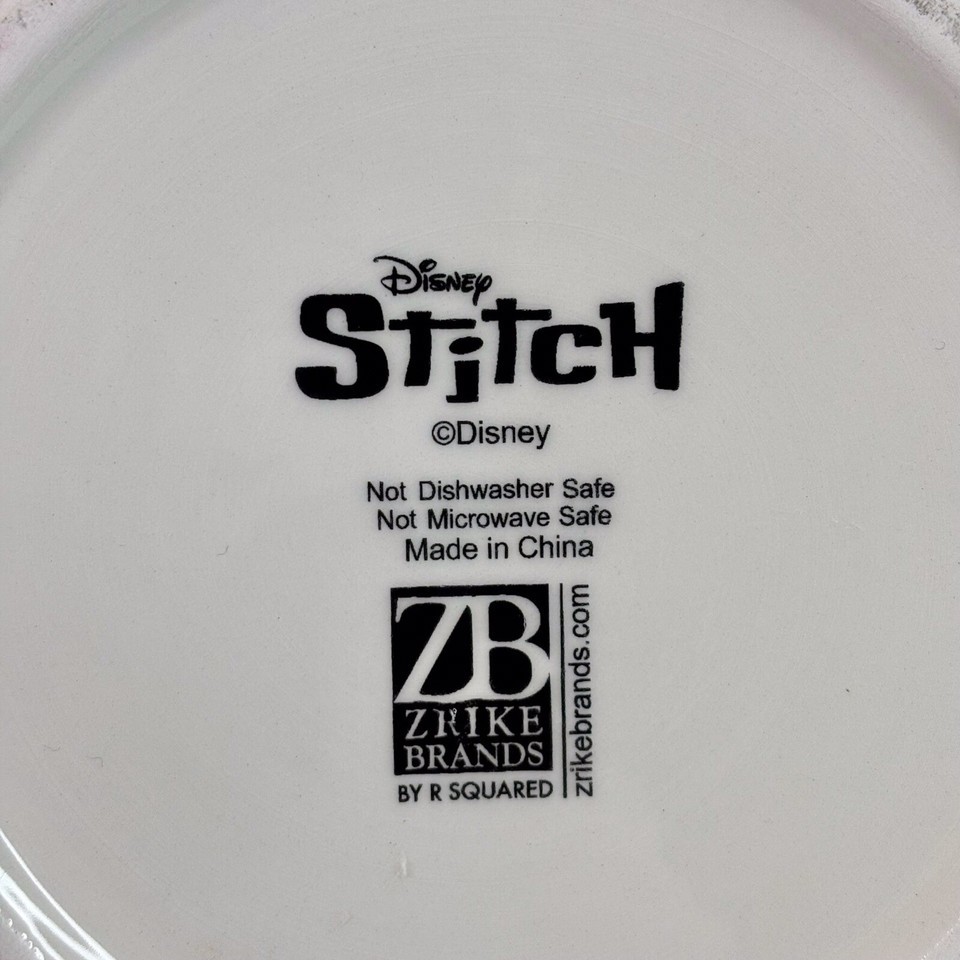 Disney
Stitch
©Disney
Not Dishwasher Safe
Not Microwave Safe
Made in China
ZB
ZRIKE
BRANDS
BY R SQUARED
zrikebrands.com